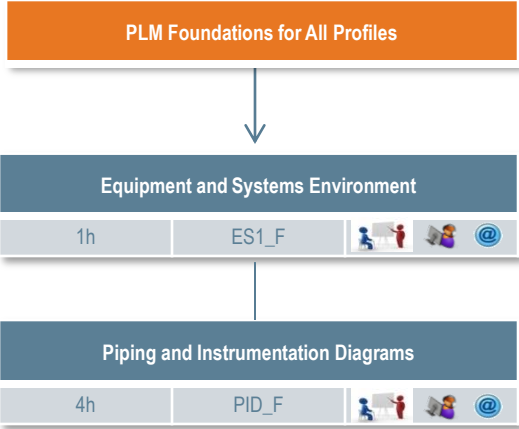 PLM Foundations for All Profiles
Equipment and Systems Environment
1h ES1_F @
Piping and Instrumentation Diagrams
4h PID_F @